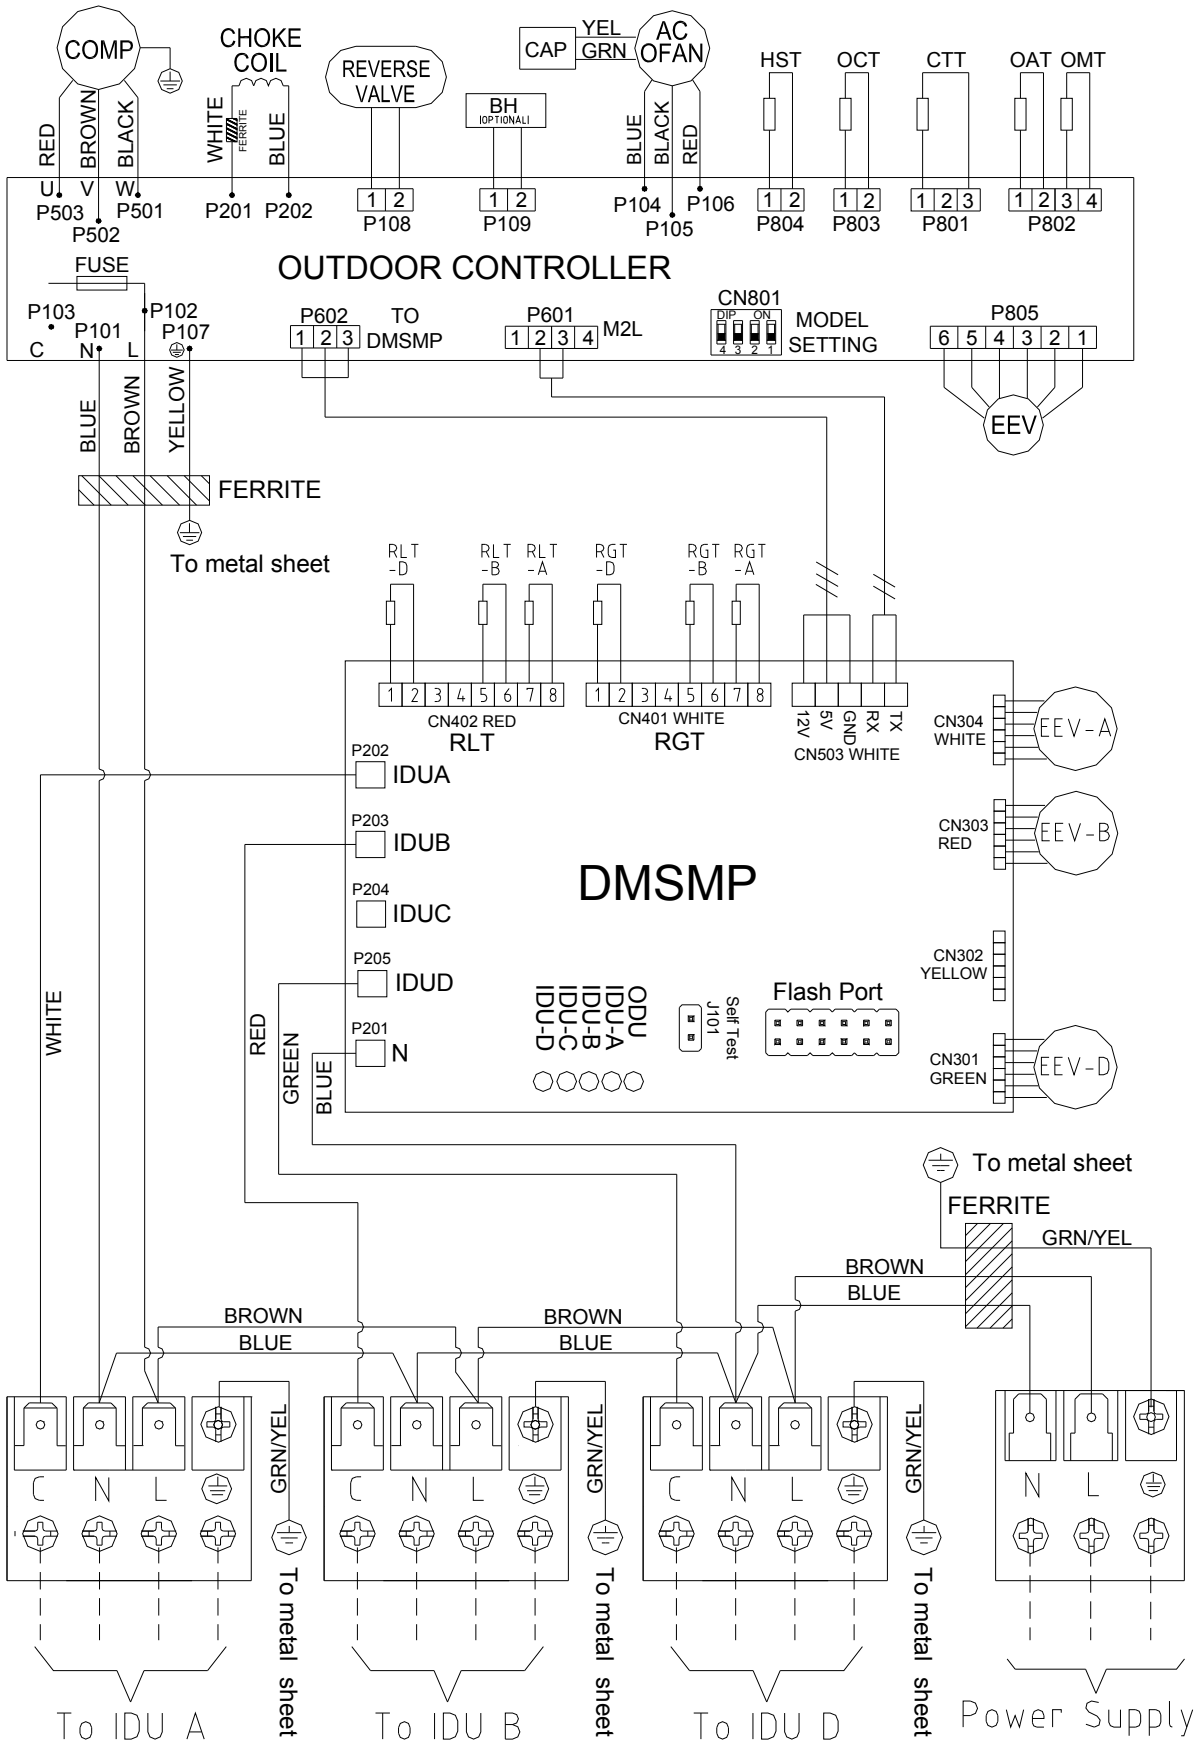 COMP
CHOKE
COIL
REVERSE
VALVE
BH
(OPTIONAL)
CAP
YEL
GRN
AC
OFAN
HST
OCT
CTT
OAT OMT
RED
BROWN
BLACK
WHITE
FERRITE
BLUE
BLUE
BLACK
RED
U V W
P503
P502
P501
P201
P202
1 2
P108
1 2
P109
P104
P105
P106
1 2
P804
1 2
P803
1 2 3
P801
1 2 3 4
P802
FUSE
OUTDOOR CONTROLLER
P103
P101
P102
P107
C N L
P602
1 2 3
TO
DMSMP
P601
1 2 3 4
M2L
CN801
DIP ON
4 3 2 1
MODEL
SETTING
P805
6 5 4 3 2 1
EEV
BLUE
BROWN
YELLOW
FERRITE
To metal sheet
RLT
-D
RLT
-B
RLT
-A
RGT
-D
RGT
-B
RGT
-A
1 2 3 4 5 6 7 8
CN402 RED
RLT
1 2 3 4 5 6 7 8
CN401 WHITE
RGT
12V
5V
GND
RX
TX
CN503 WHITE
CN304
WHITE
EEV-A
P202
IDUA
P203
IDUB
P204
IDUC
P205
IDUD
P201
N
DMSMP
CN303
RED
EEV-B
CN302
YELLOW
CN301
GREEN
EEV-D
IDU-D
IDU-C
IDU-B
IDU-A
ODU
Self Test
J101
Flash Port
WHITE
RED
GREEN
BLUE
To metal sheet
FERRITE
GRN/YEL
BROWN
BLUE
BROWN
BLUE
BROWN
BLUE
C N L
GRN/YEL
To metal sheet
To IDU A
C N L
GRN/YEL
To metal sheet
To IDU B
C N L
GRN/YEL
To metal sheet
To IDU D
N L
Power Supply